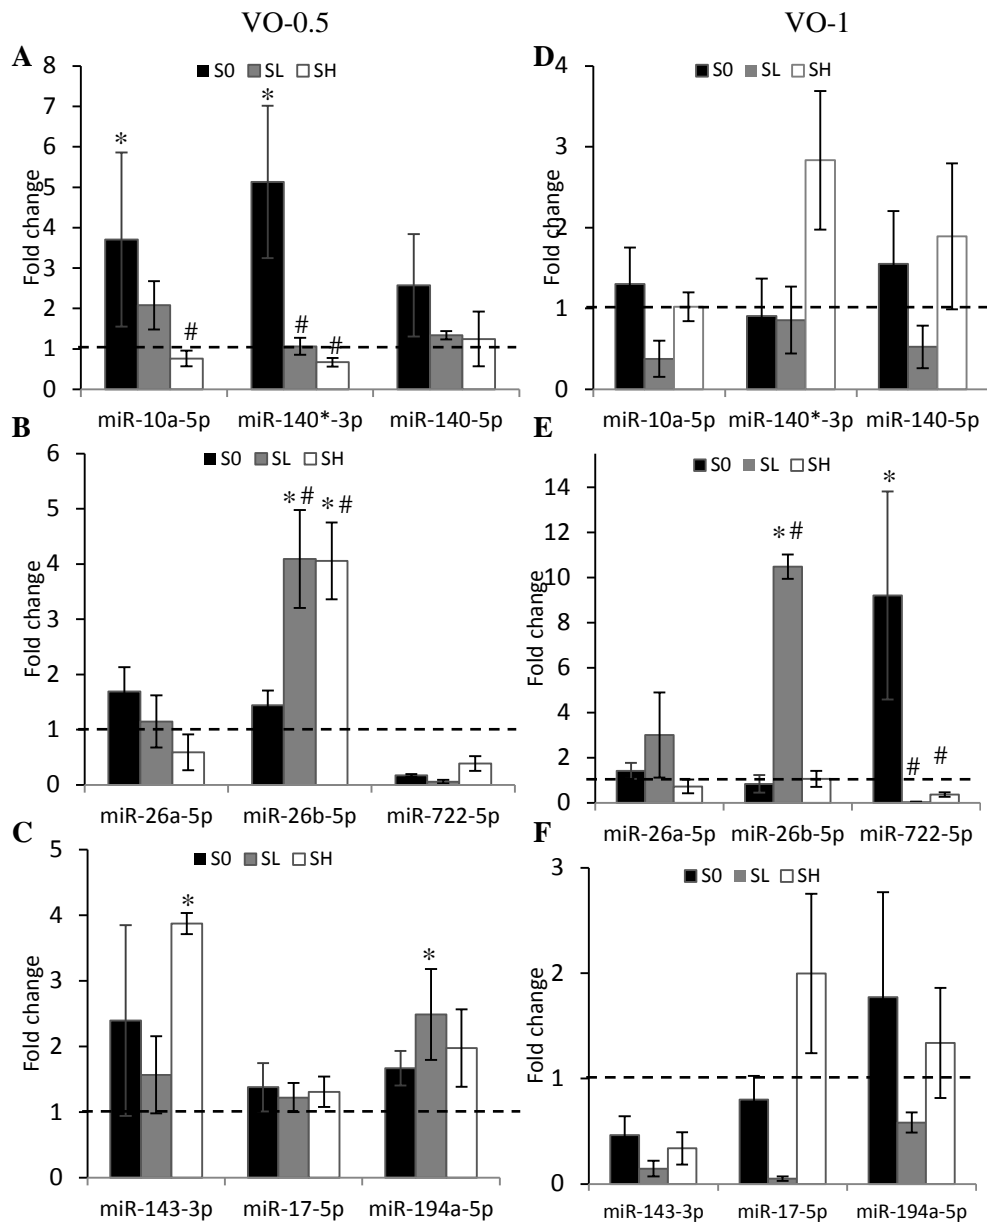 VO-0.5
VO-1
A
Fold change
8
7
6
5
4
3
2
1
0
S0 SL SH
* * # # #
miR-10a-5p miR-140*-3p miR-140-5p
D
Fold change
4
3
2
1
0
S0 SL SH
miR-10a-5p miR-140*-3p miR-140-5p
B
Fold change
6
5
4
3
2
1
0
S0 SL SH
*# *#
miR-26a-5p miR-26b-5p miR-722-5p
E
Fold change
14
12
10
8
6
4
2
0
S0 SL SH
*# * # #
miR-26a-5p miR-26b-5p miR-722-5p
C
Fold change
5
4
3
2
1
0
S0 SL SH
* *
miR-143-3p miR-17-5p miR-194a-5p
F
Fold change
3
2
1
0
S0 SL SH
miR-143-3p miR-17-5p miR-194a-5p